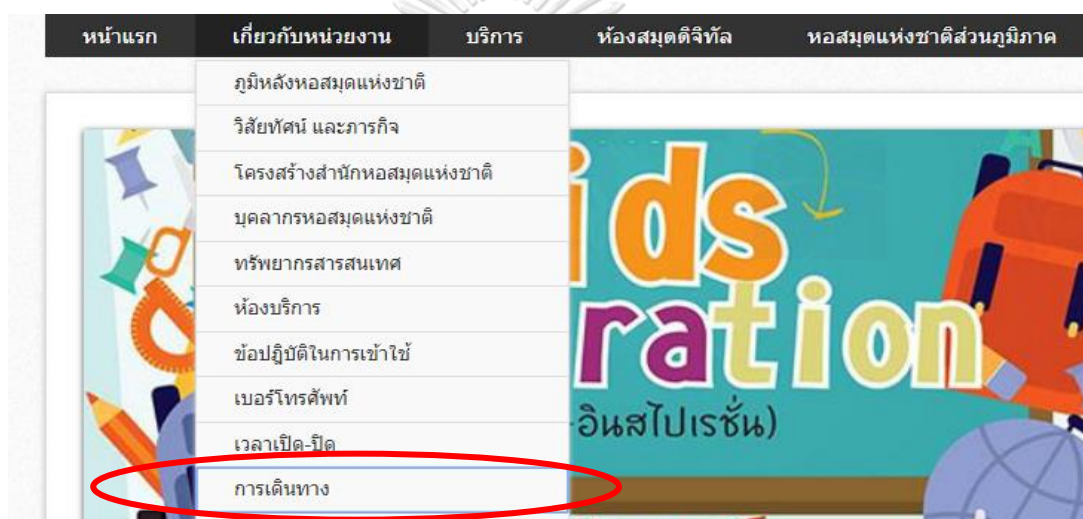 หน้าแรก เกี่ยวกับหน่วยงาน บริการ ห้องสมุดดิจิทัล หอสมุดแห่งชาติส่วนภูมิภาค
ภูมิหลังหอสมุดแห่งชาติ
วิสัยทัศน์ และภารกิจ
โครงสร้างสำนักหอสมุดแห่งชาติ
บุคลากรหอสมุดแห่งชาติ
ทรัพยากรสารสนเทศ
ห้องบริการ
ข้อปฎิบัติในการเข้าใช้
เบอร์โทรศัพท์
เวลาเปิด-ปิด
การเดินทาง
ids
ration
อินสไปเรชั่น)